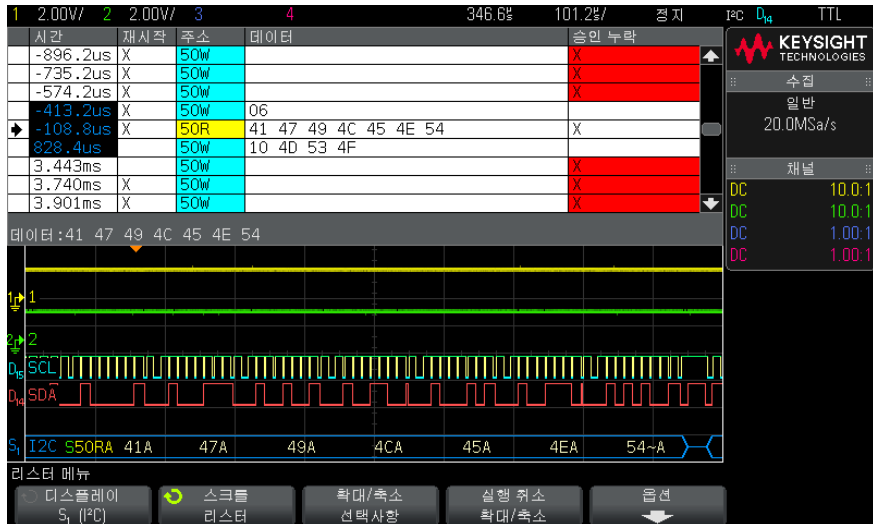 1 2.00V/ 2 2.00V/ 3 4 346.6㎲ 101.2㎲/ 정지 I²C D14 TTL
시간 재시작 주소 데이터 승인 누락
-896.2us X 50W X
-735.2us X 50W X
-574.2us X 50W X
-413.2us X 50W 06
-108.8us X 50R 41 47 49 4C 45 4E 54 X
828.4us 50W 10 4D 53 4F
3.443ms 50W X
3.740ms X 50W X
3.901ms X 50W X
데이터:41 47 49 4C 45 4E 54
KEYSIGHT
TECHNOLOGIES
수집
일반
20.0MSa/s
채널
DC 10.0:1
DC 10.0:1
DC 1.00:1
DC 1.00:1
1 1
2 2
D15 SCL
D14 SDA
S1 I2C S50RA 41A 47A 49A 4CA 45A 4EA 54~A
리스터 메뉴
디스플레이
S1 (I²C)
스크롤
리스터
확대/축소
선택사항
실행 취소
확대/축소
옵션